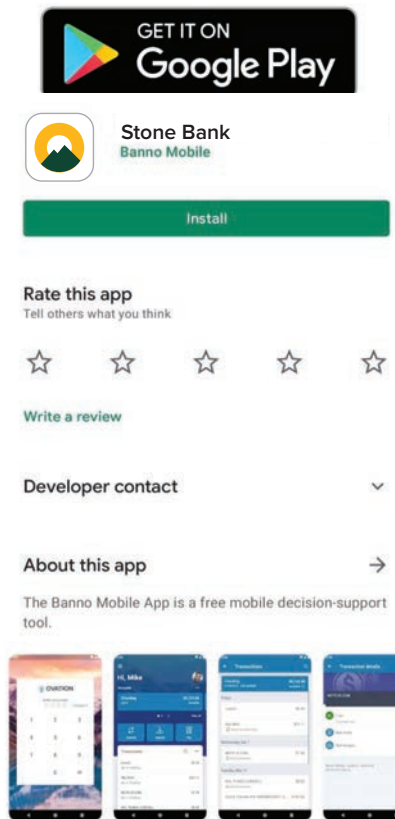 GET IT ON
Google Play
Stone Bank
Banno Mobile
Install
Rate this app
Tell others what you think
Write a review
Developer contact
About this app
The Banno Mobile App is a free mobile decision-support
tool.
OVATION
Hi, Mike
Transactions
Transaction details